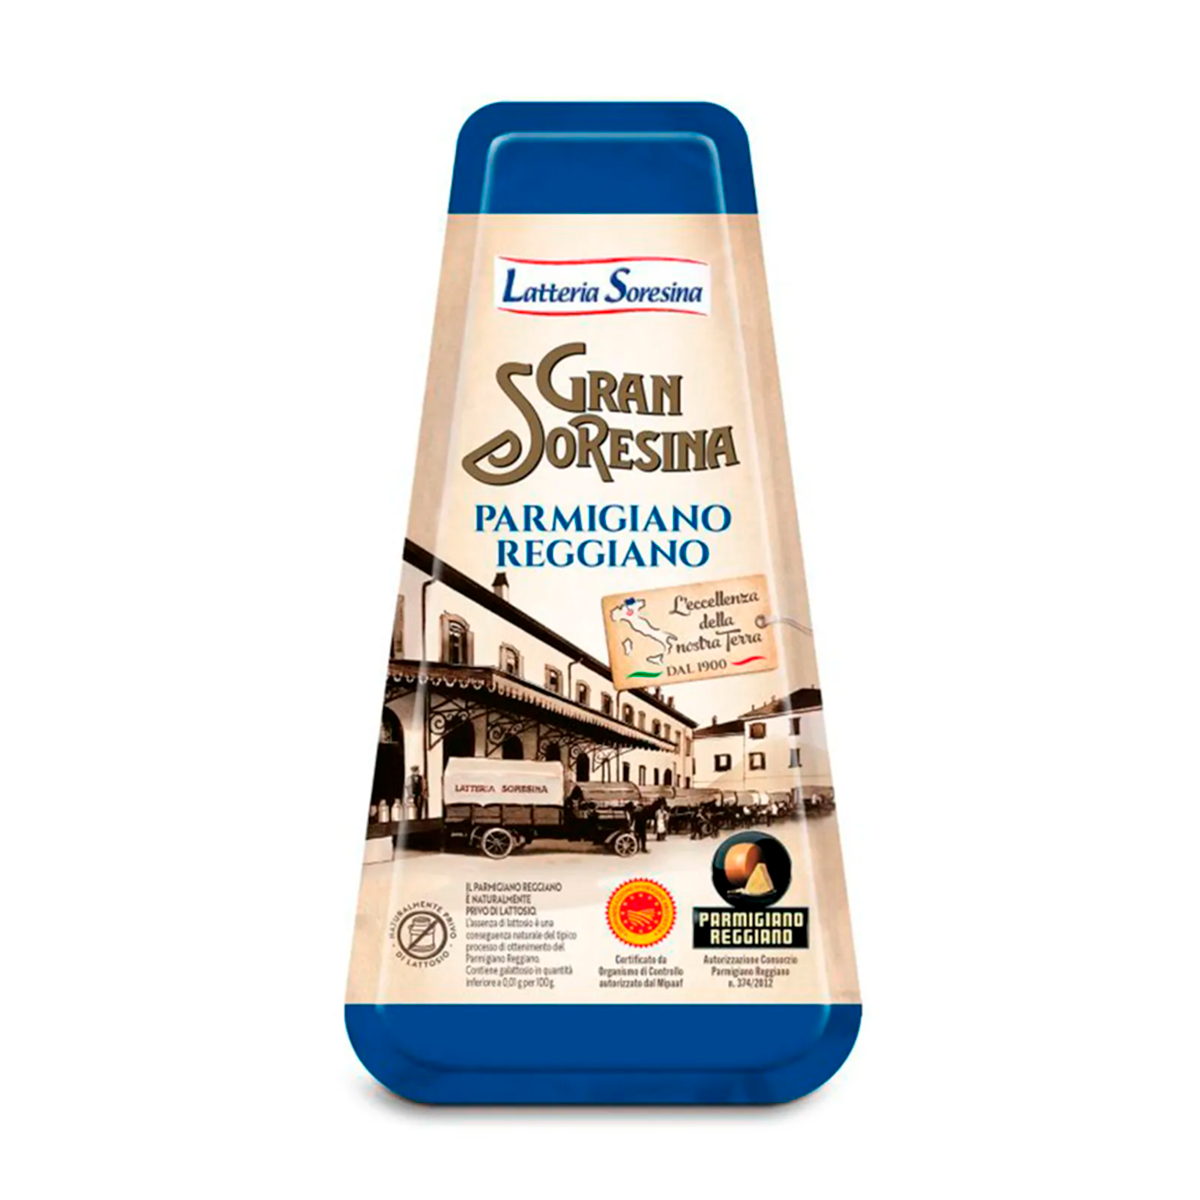 Latteria Soresina
GRAN
SORESINA
PARMIGIANO
REGGIANO
L'eccellenza
della
nostra Terra
DAL 1900
LATTERIA SORESINA
NATURALMENTE PRIVO
DI LATTOSIO
IL PARMIGIANO REGGIANO
È NATURALMENTE
PRIVO DI LATTOSIO.
L'assenza di lattosio è una
conseguenza naturale del tipico
processo di ottenimento del
Parmigiano Reggiano.
Contiene galattosio in quantità
inferiore a 0,01 g per 100g.
Certificato da
Organismo di Controllo
autorizzato dal Mipaaf
PARMIGIANO
REGGIANO
Autorizzazione Consorzio
Parmigiano Reggiano
n. 374/2012